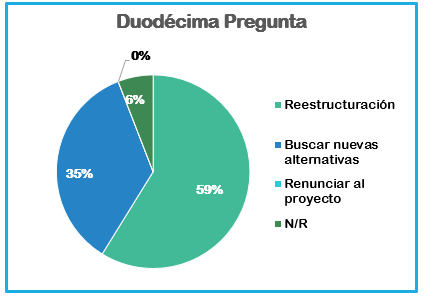 Duodécima Pregunta
0%
6%
35%
59%
Reestructuración
Buscar nuevas
alternativas
Renunciar al
proyecto
N/R